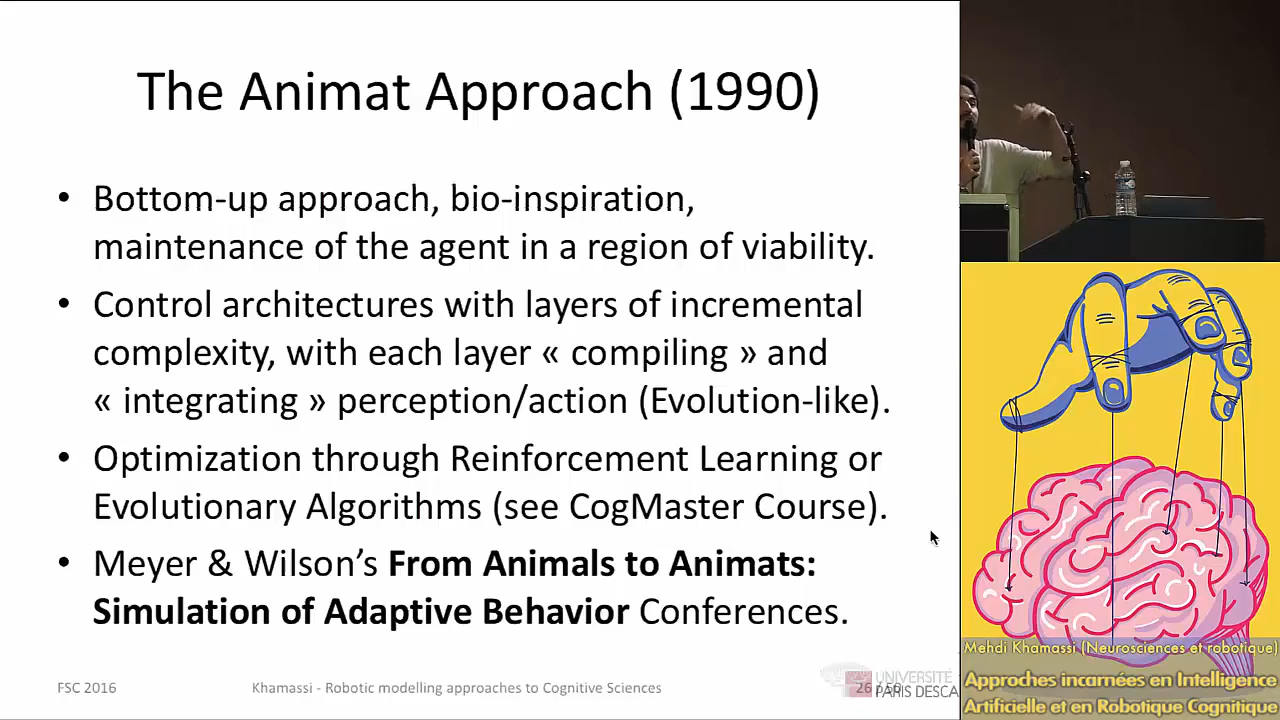 The Animat Approach (1990)
• Bottom-up approach, bio-inspiration,
maintenance of the agent in a region of viability.
• Control architectures with layers of incremental
complexity, with each layer « compiling » and
« integrating » perception/action (Evolution-like).
• Optimization through Reinforcement Learning or
Evolutionary Algorithms (see CogMaster Course).
• Meyer & Wilson’s From Animals to Animats:
Simulation of Adaptive Behavior Conferences.
FSC 2016
Khamassi - Robotic modelling approaches to Cognitive Sciences
26 / 50
UNIVERSITÉ
PARIS DESCA
Mehdi Khamassi (Neurosciences et robotique)
Approches incarnées en Intelligence
Artificielle et en Robotique Cognitique